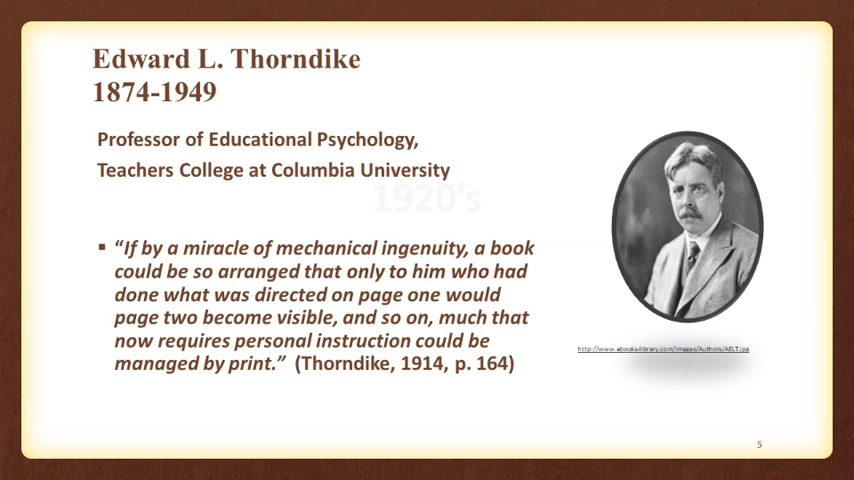 Edward L. Thorndike
1874-1949
Professor of Educational Psychology,
Teachers College at Columbia University
1920's
▪ “If by a miracle of mechanical ingenuity, a book
could be so arranged that only to him who had
done what was directed on page one would
page two become visible, and so on, much that
now requires personal instruction could be
managed by print.” (Thorndike, 1914, p. 164)
http://www.ebooks-library.com/images/Authors/AELT.jpg
5